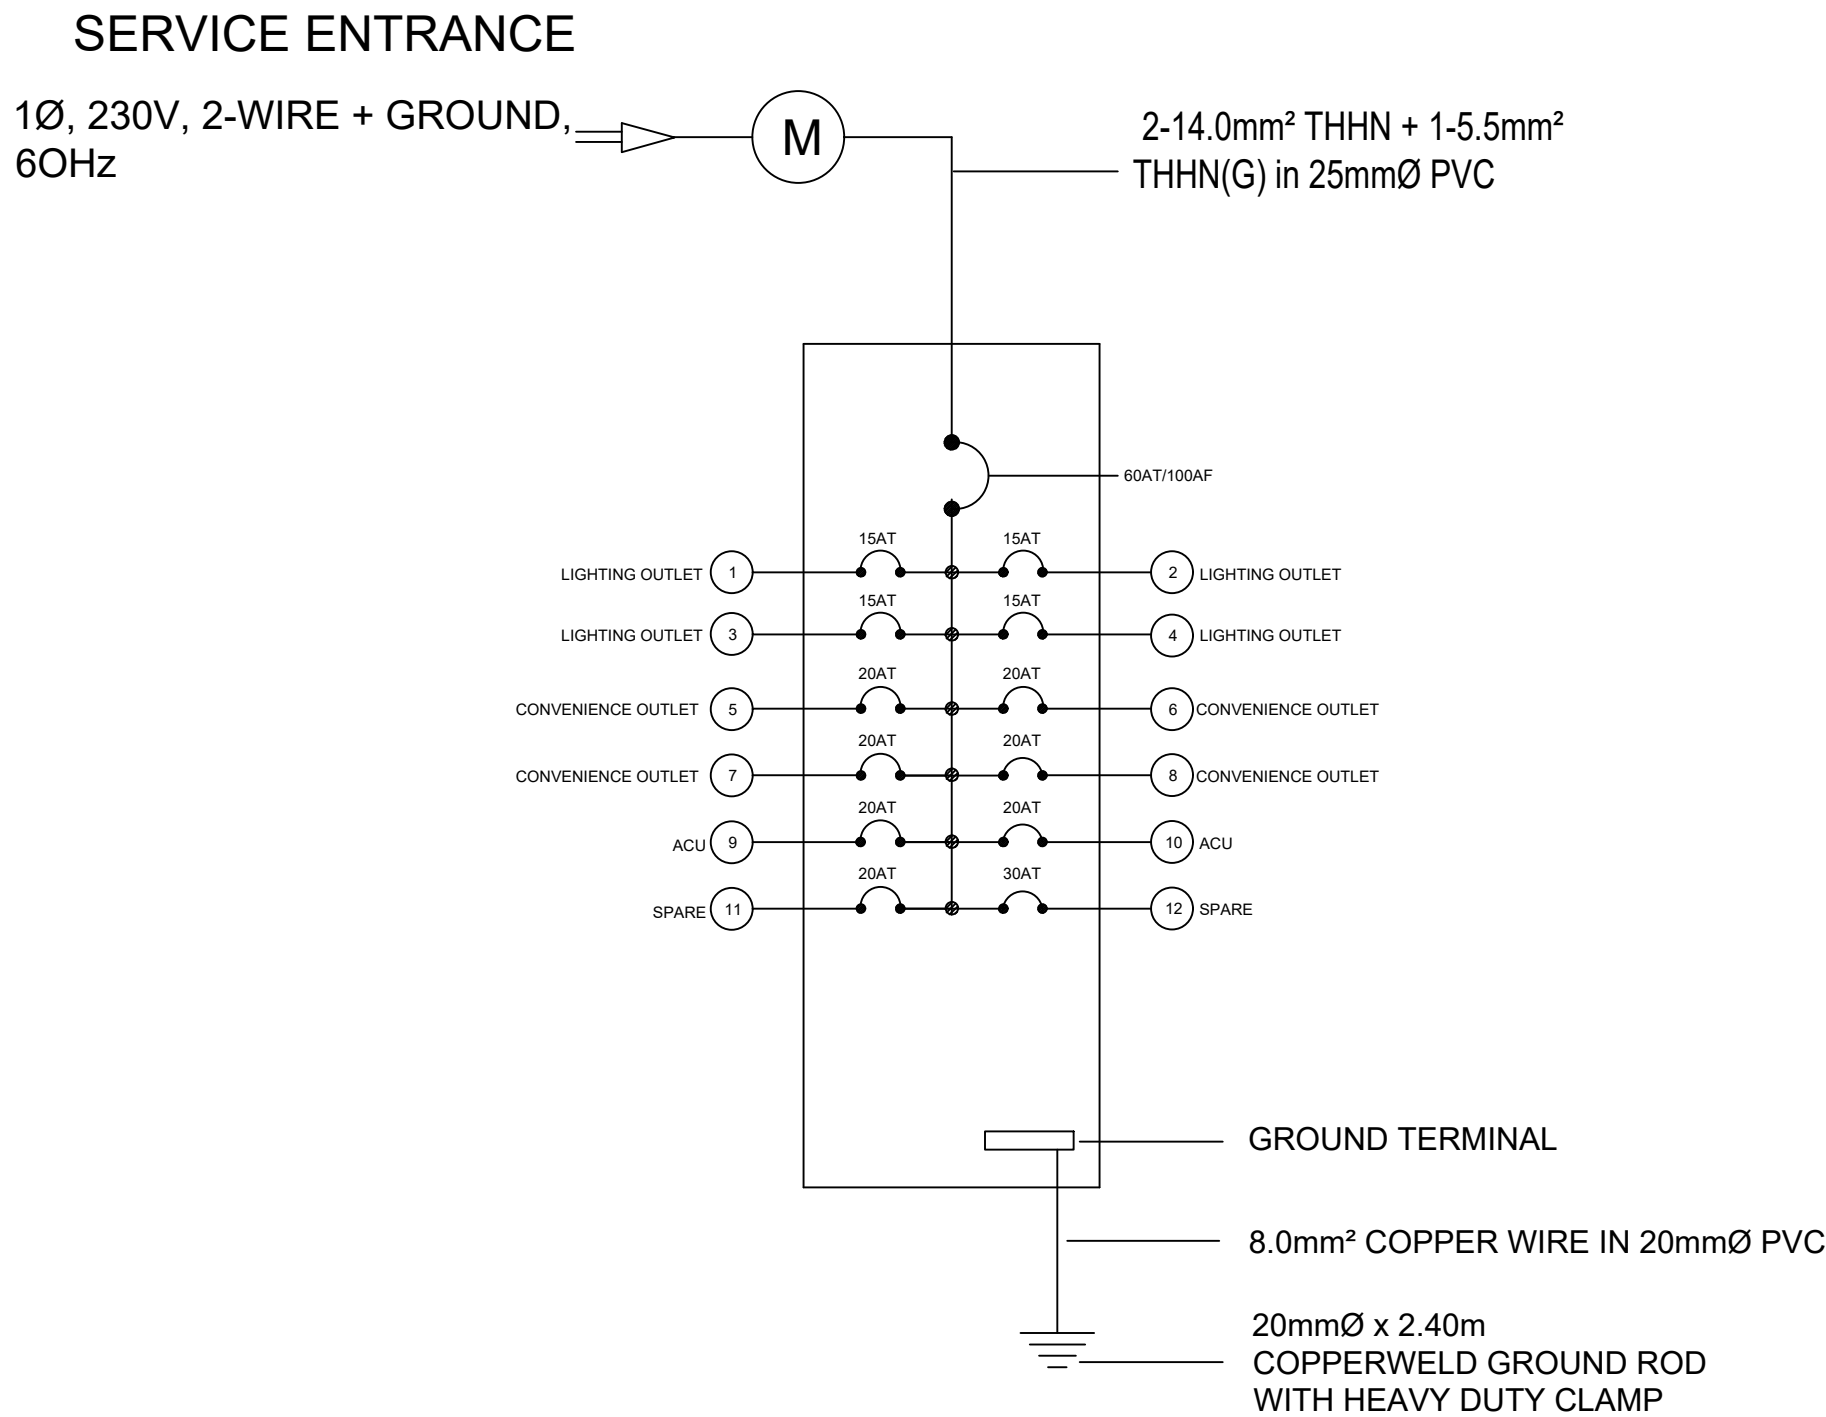 SERVICE ENTRANCE
1Ø, 230V, 2-WIRE + GROUND,
6OHz
M
2-14.0mm² THHN + 1-5.5mm²
THHN(G) in 25mmØ PVC
60AT/100AF
15AT 15AT
LIGHTING OUTLET 1 2 LIGHTING OUTLET
15AT 15AT
LIGHTING OUTLET 3 4 LIGHTING OUTLET
20AT 20AT
CONVENIENCE OUTLET 5 6 CONVENIENCE OUTLET
20AT 20AT
CONVENIENCE OUTLET 7 8 CONVENIENCE OUTLET
20AT 20AT
ACU 9 10 ACU
20AT 30AT
SPARE 11 12 SPARE
GROUND TERMINAL
8.0mm² COPPER WIRE IN 20mmØ PVC
20mmØ x 2.40m
COPPERWELD GROUND ROD
WITH HEAVY DUTY CLAMP